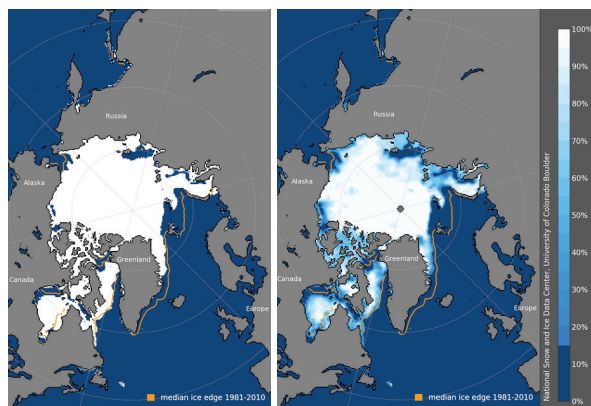 Russia
Alaska
Greenland
Canada
Europe
median ice edge 1981-2010
Russia
Alaska
Greenland
Canada
Europe
median ice edge 1981-2010
National Snow and Ice Data Center, University of Colorado Boulder
100%
90%
80%
70%
60%
50%
40%
30%
20%
10%
0%